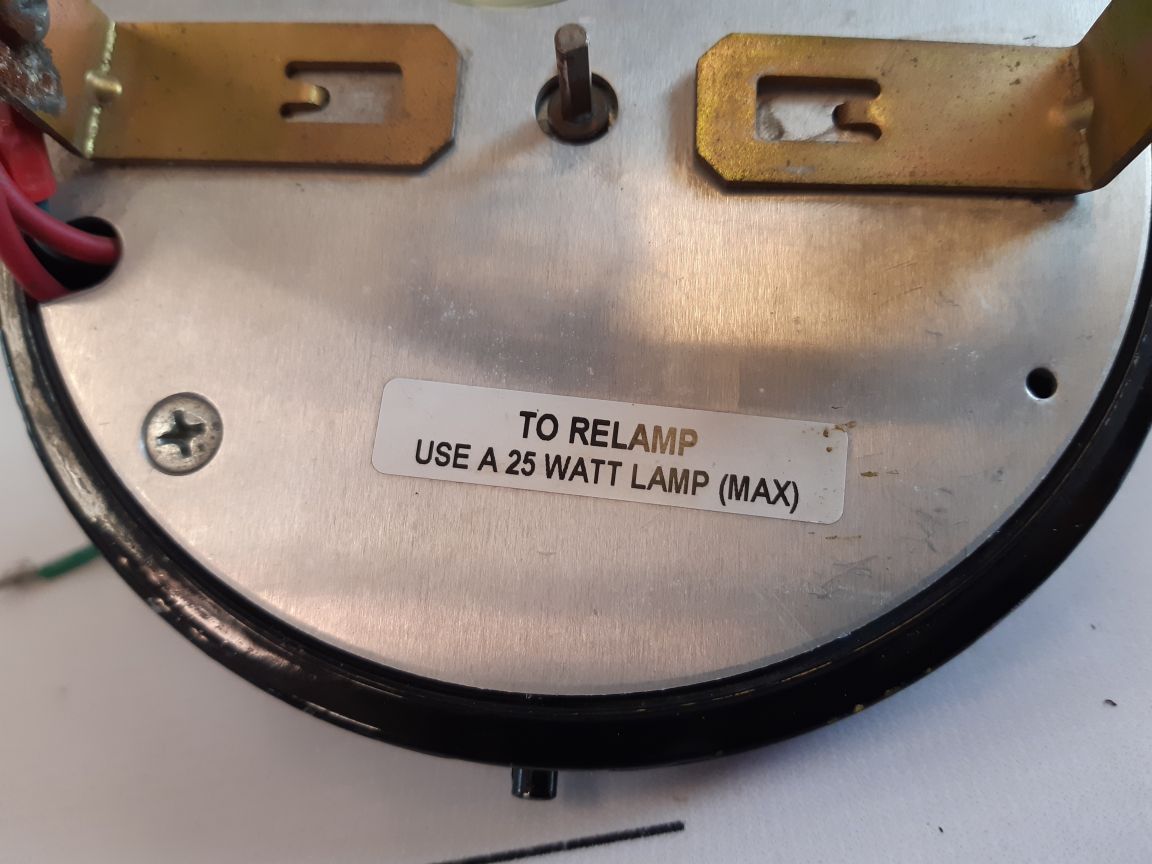 TO RELAMP
USE A 25 WATT LAMP (MAX)